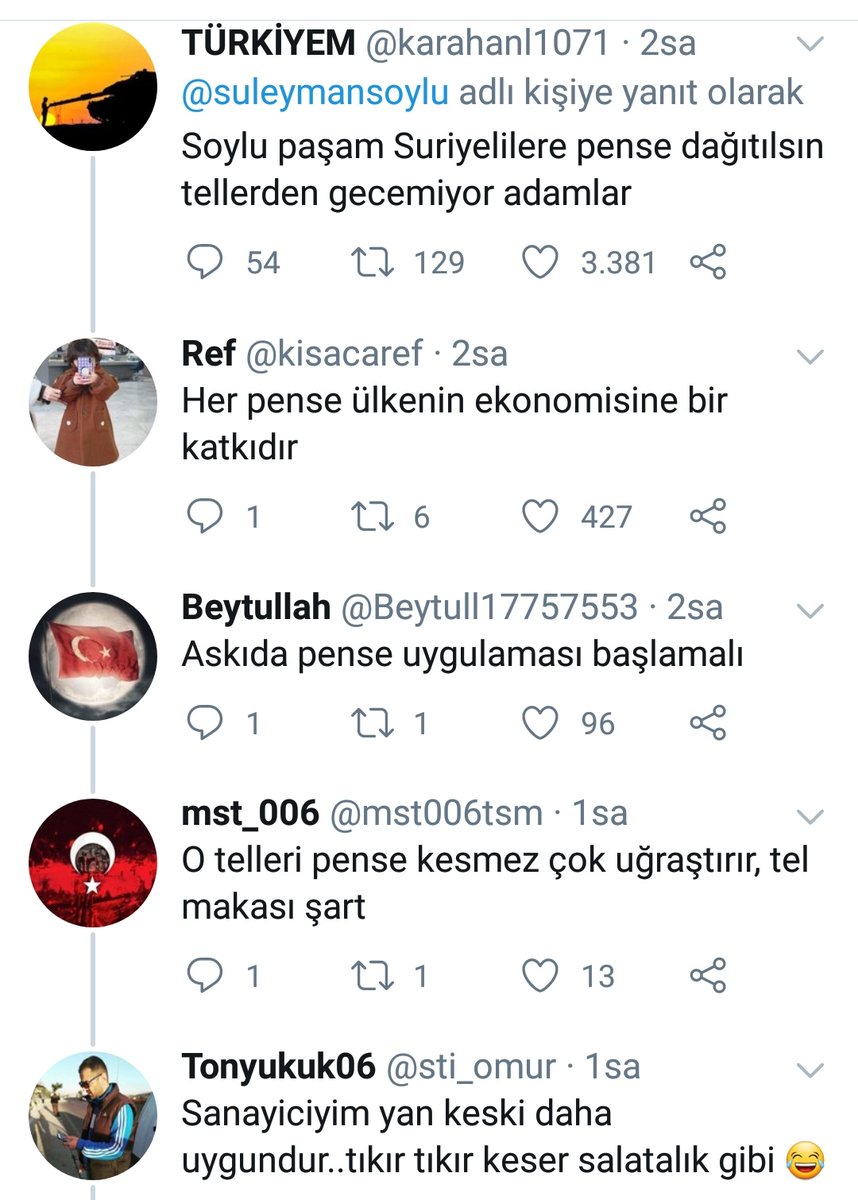 TÜRKİYEM @karahanl1071 · 2sa
@suleymansoylu adlı kişiye yanıt olarak
Soylu paşam Suriyelilere pense dağıtılsın
tellerden gecemiyor adamlar
54 129 3.381
Ref @kisacaref · 2sa
Her pense ülkenin ekonomisine bir
katkıdır
1 6 427
Beytullah @Beytull17757553 · 2sa
Askıda pense uygulaması başlamalı
1 1 96
mst_006 @mst006tsm · 1sa
O telleri pense kesmez çok uğraştırır, tel
makası şart
1 1 13
Tonyukuk06 @sti_omur · 1sa
Sanayiciyim yan keski daha
uygundur..tıkır tıkır keser salatalık gibi 😂